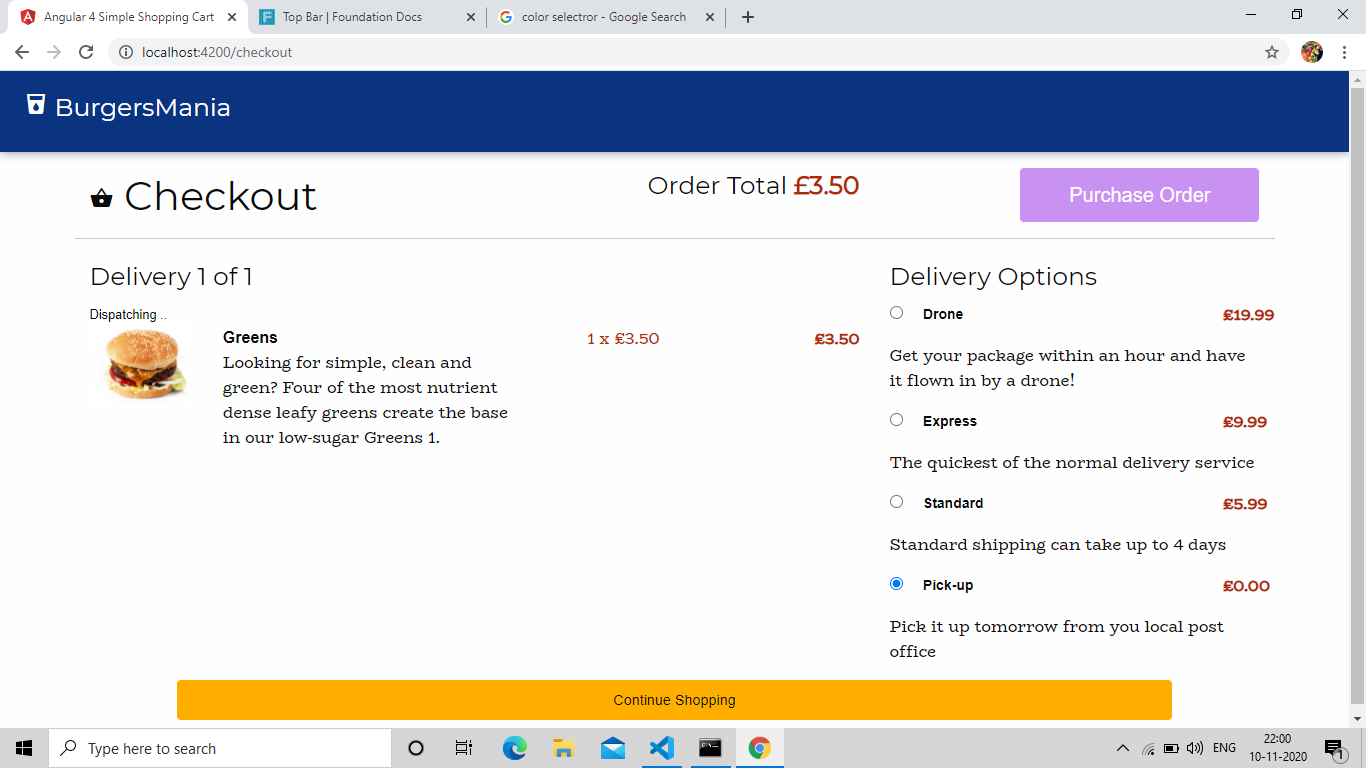 Angular 4 Simple Shopping Cart
Top Bar | Foundation Docs
color selectror - Google Search
localhost:4200/checkout
BurgersMania
Checkout
Order Total £3.50
Purchase Order
Delivery 1 of 1
Dispatching ..
Greens
1 x £3.50
£3.50
Looking for simple, clean and
green? Four of the most nutrient
dense leafy greens create the base
in our low-sugar Greens 1.
Delivery Options
Drone £19.99
Get your package within an hour and have
it flown in by a drone!
Express £9.99
The quickest of the normal delivery service
Standard £5.99
Standard shipping can take up to 4 days
Pick-up £0.00
Pick it up tomorrow from you local post
office
Continue Shopping
Type here to search
ENG
22:00
10-11-2020
1